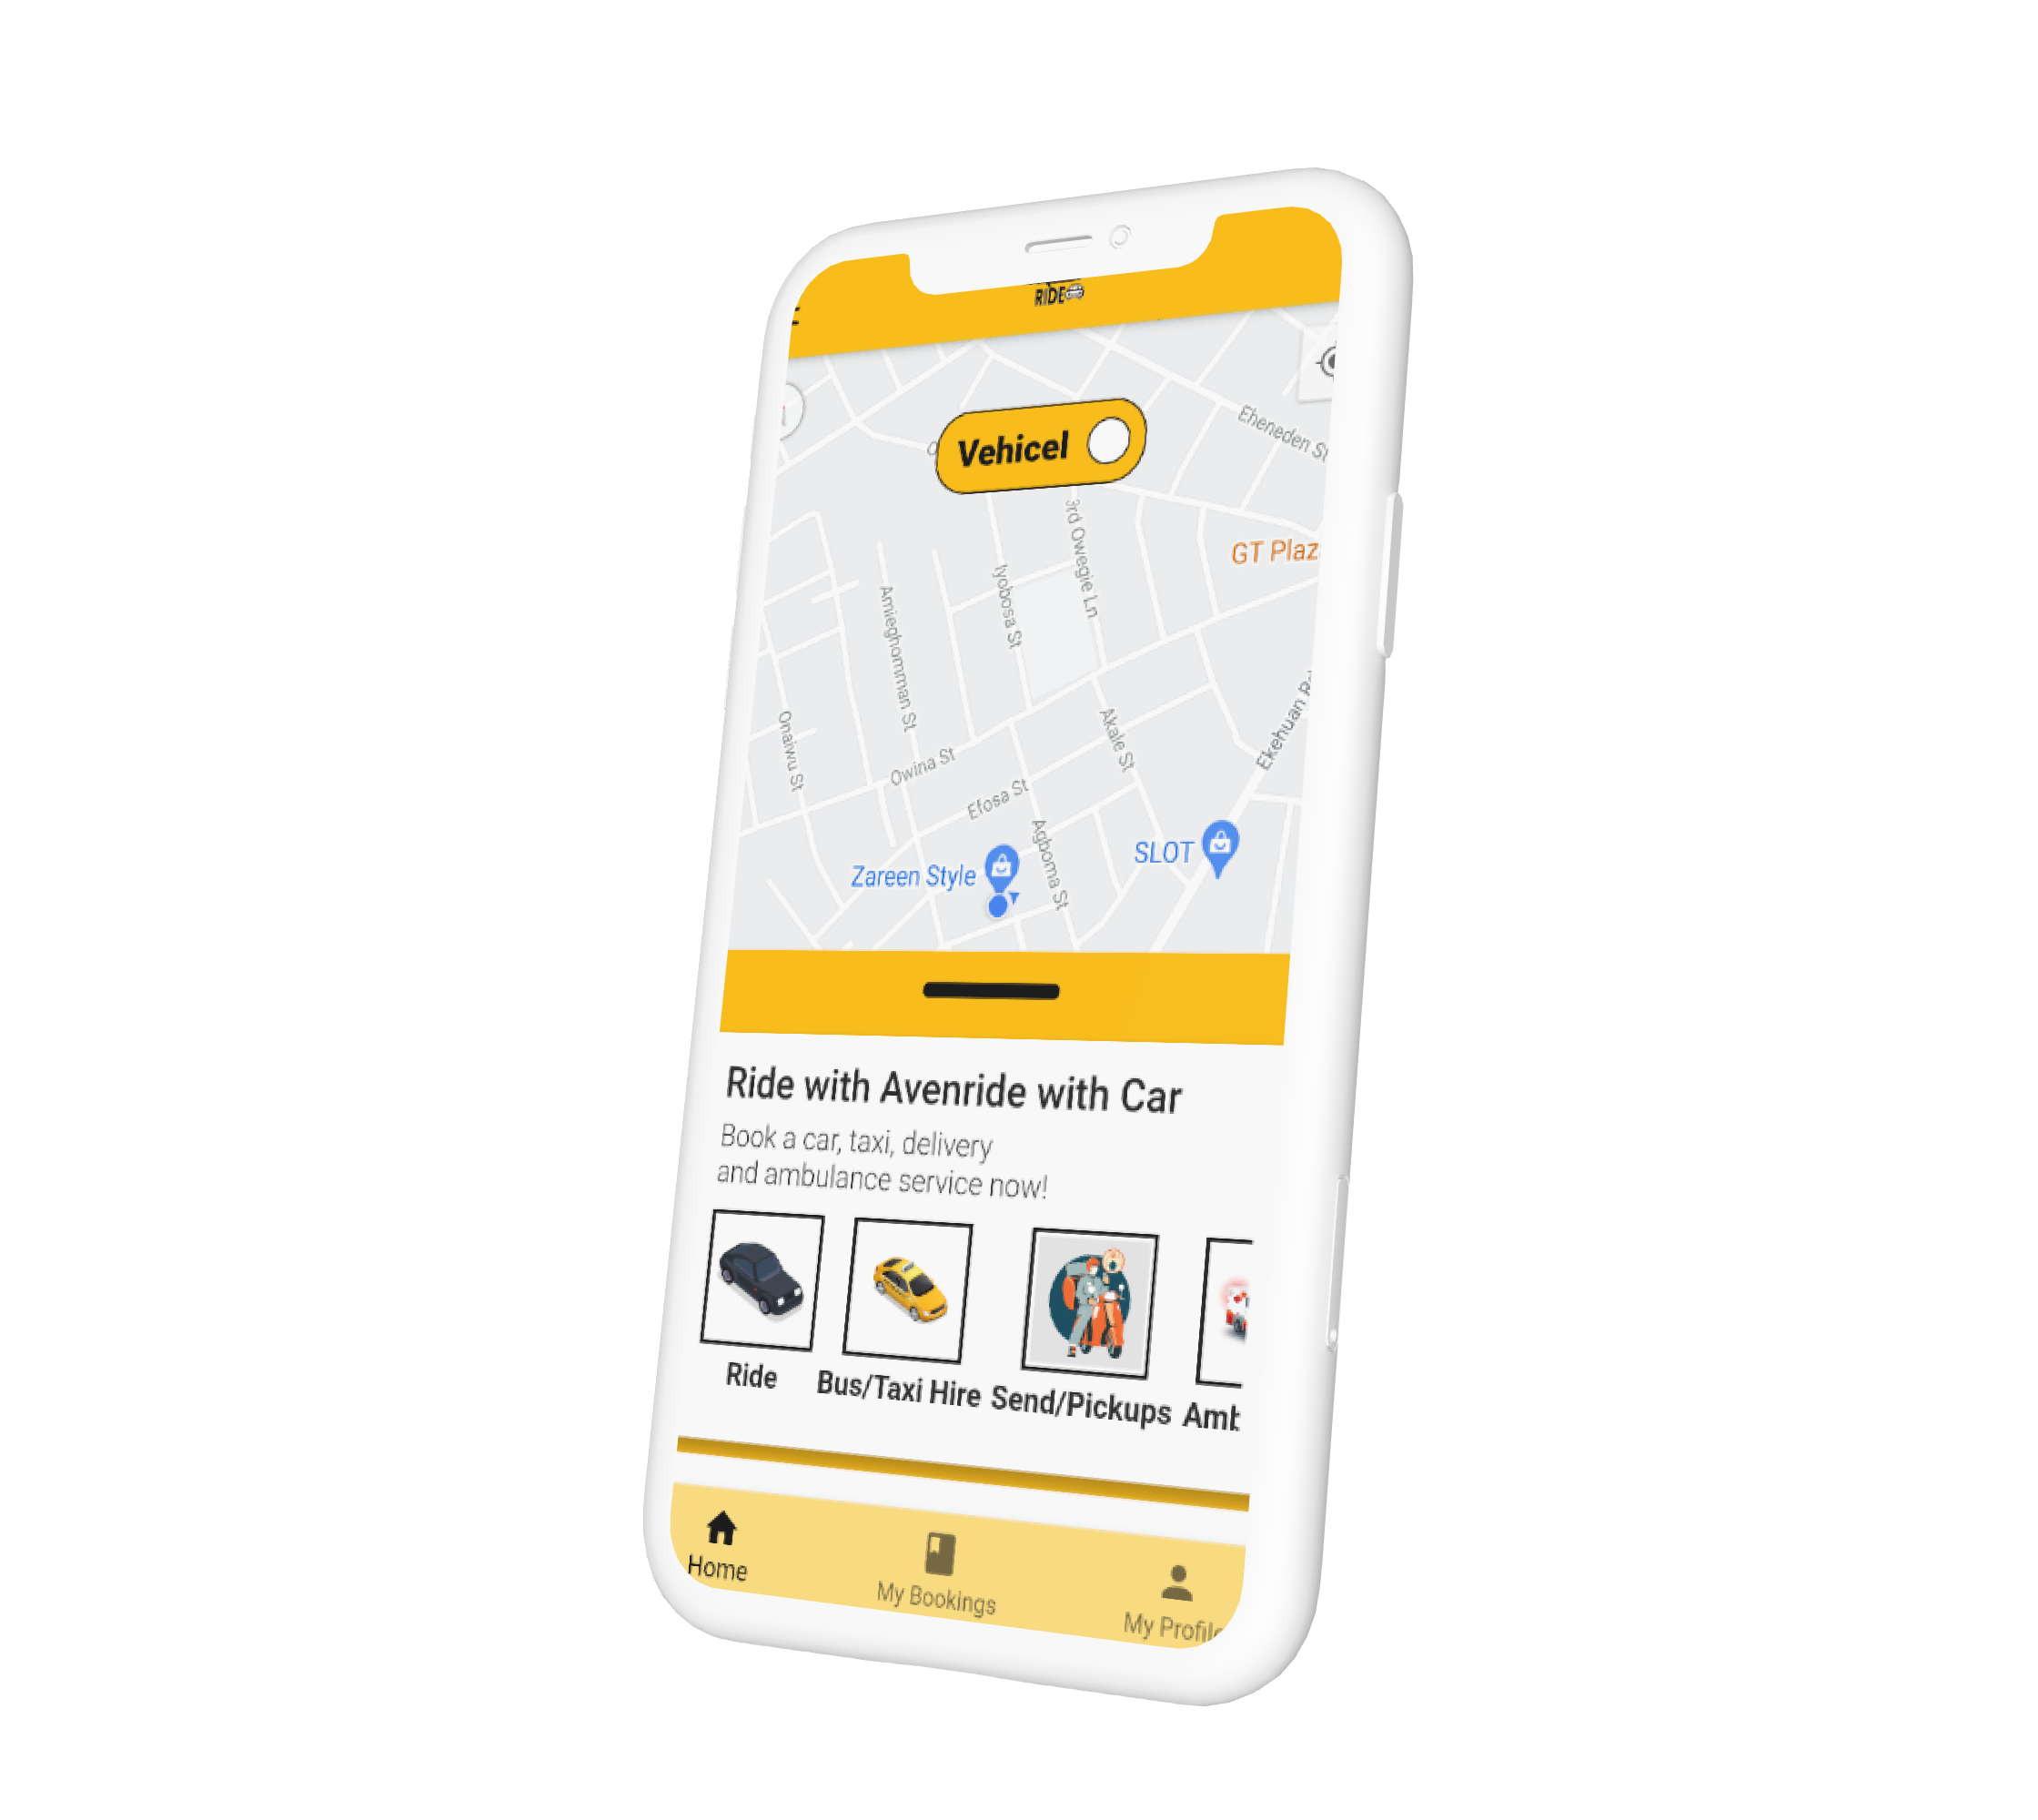 RIDE
Vehicel
Eheneden St
3rd Owegie Ln
GT Plaz
Iyobosa St
Amieghomman St
Onaiwu St
Akale St
Ekehuan
Owina St
Efosa St
Agboma St
SLOT
Zareen Style
Ride with Avenride with Car
Book a car, taxi, delivery
and ambulance service now!
Ride
Bus/Taxi Hire
Send/Pickups
Amb
Home
My Bookings
My Profile